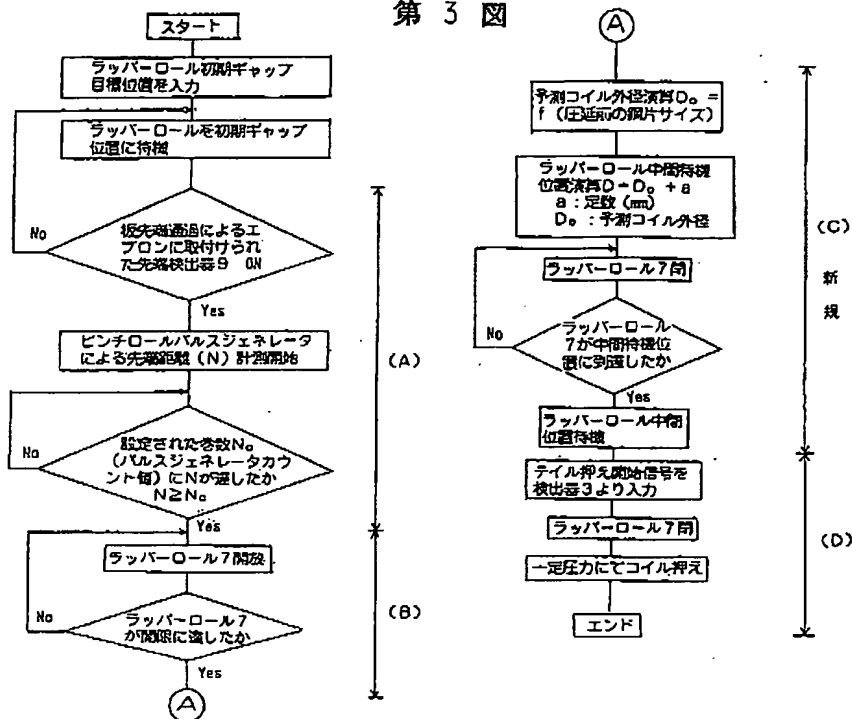 第 3 図
スタート
ラッパーロール初期ギャップ
目標位置を入力
ラッパーロールを初期ギャップ
位置に待機
No
板先端通過によるエ
プロンに取付けられ
た先端検出器9 ON
Yes
ピンチロールパルスジェネレータ
による先端距離(N)計測開始
No
設定された巻数N₀
(パルスジェネレータカウ
ント値)にNが達したか
N≧N₀
Yes
ラッパーロール7開放
No
ラッパーロール7
が開限に達したか
Yes
A
(A)
(B)
A
予測コイル外径演算D₀=
f(圧延前の鋼片サイズ)
ラッパーロール中間待機
位置演算D=D₀+a
a:定数(mm)
D₀:予測コイル外径
ラッパーロール7閉
No
ラッパーロール
7が中間待機位
置に到達したか
Yes
ラッパーロール中間
位置待機
テイル押え開始信号を
検出器3より入力
ラッパーロール7閉
一定圧力にてコイル押え
エンド
(C)
新
規
(D)